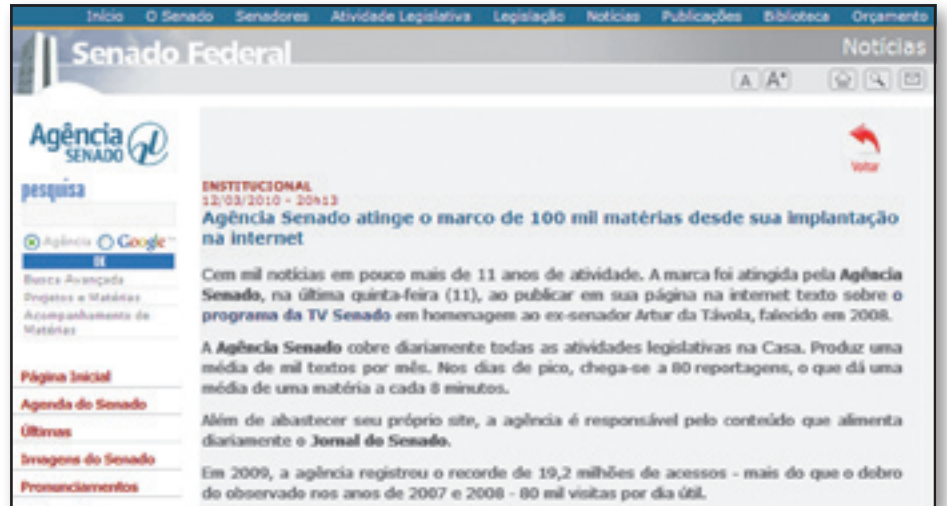 Início O Senado Senadores Atividade Legislativa Legislação Notícias Publicações Biblioteca Orçamento
Senado Federal
Notícias
A A+
Agência
SENADO
Voltar
pesquisa
INSTITUCIONAL
12/03/2010 - 20h13
Agência Senado atinge o marco de 100 mil matérias desde sua implantação
na internet
Agência Google
OK
Busca Avançada
Projetos e Matérias
Acompanhamento de
Matérias
Cem mil notícias em pouco mais de 11 anos de atividade. A marca foi atingida pela Agência
Senado, na última quinta-feira (11), ao publicar em sua página na internet texto sobre o
programa da TV Senado em homenagem ao ex-senador Artur da Távola, falecido em 2008.
A Agência Senado cobre diariamente todas as atividades legislativas na Casa. Produz uma
média de mil textos por mês. Nos dias de pico, chega-se a 80 reportagens, o que dá uma
média de uma matéria a cada 8 minutos.
Além de abastecer seu próprio site, a agência é responsável pelo conteúdo que alimenta
diariamente o Jornal do Senado.
Em 2009, a agência registrou o recorde de 19,2 milhões de acessos - mais do que o dobro
do observado nos anos de 2007 e 2008 - 80 mil visitas por dia útil.
Página Inicial
Agenda do Senado
Últimas
Imagens do Senado
Pronunciamentos